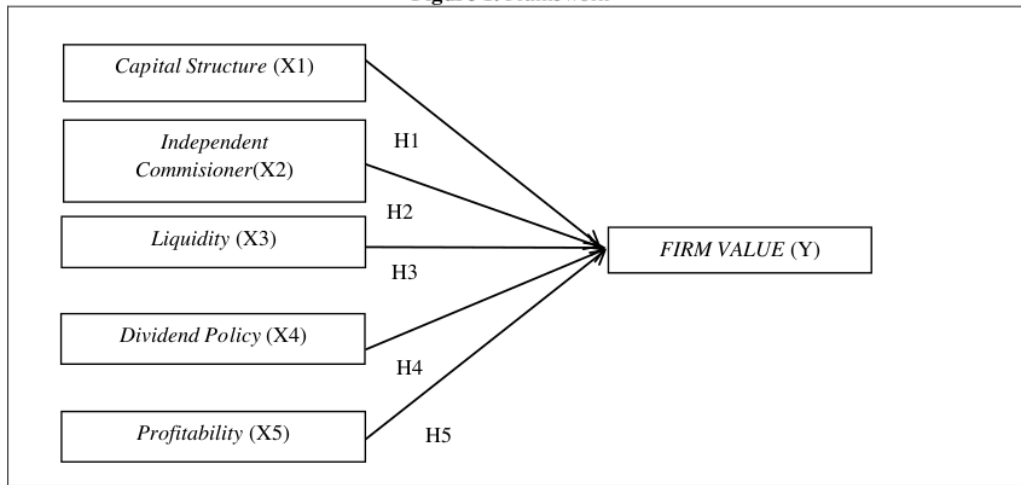 Capital Structure (X1)
Independent
Commisioner(X2)
Liquidity (X3)
Dividend Policy (X4)
Profitability (X5)
H1
H2
H3
H4
H5
FIRM VALUE (Y)